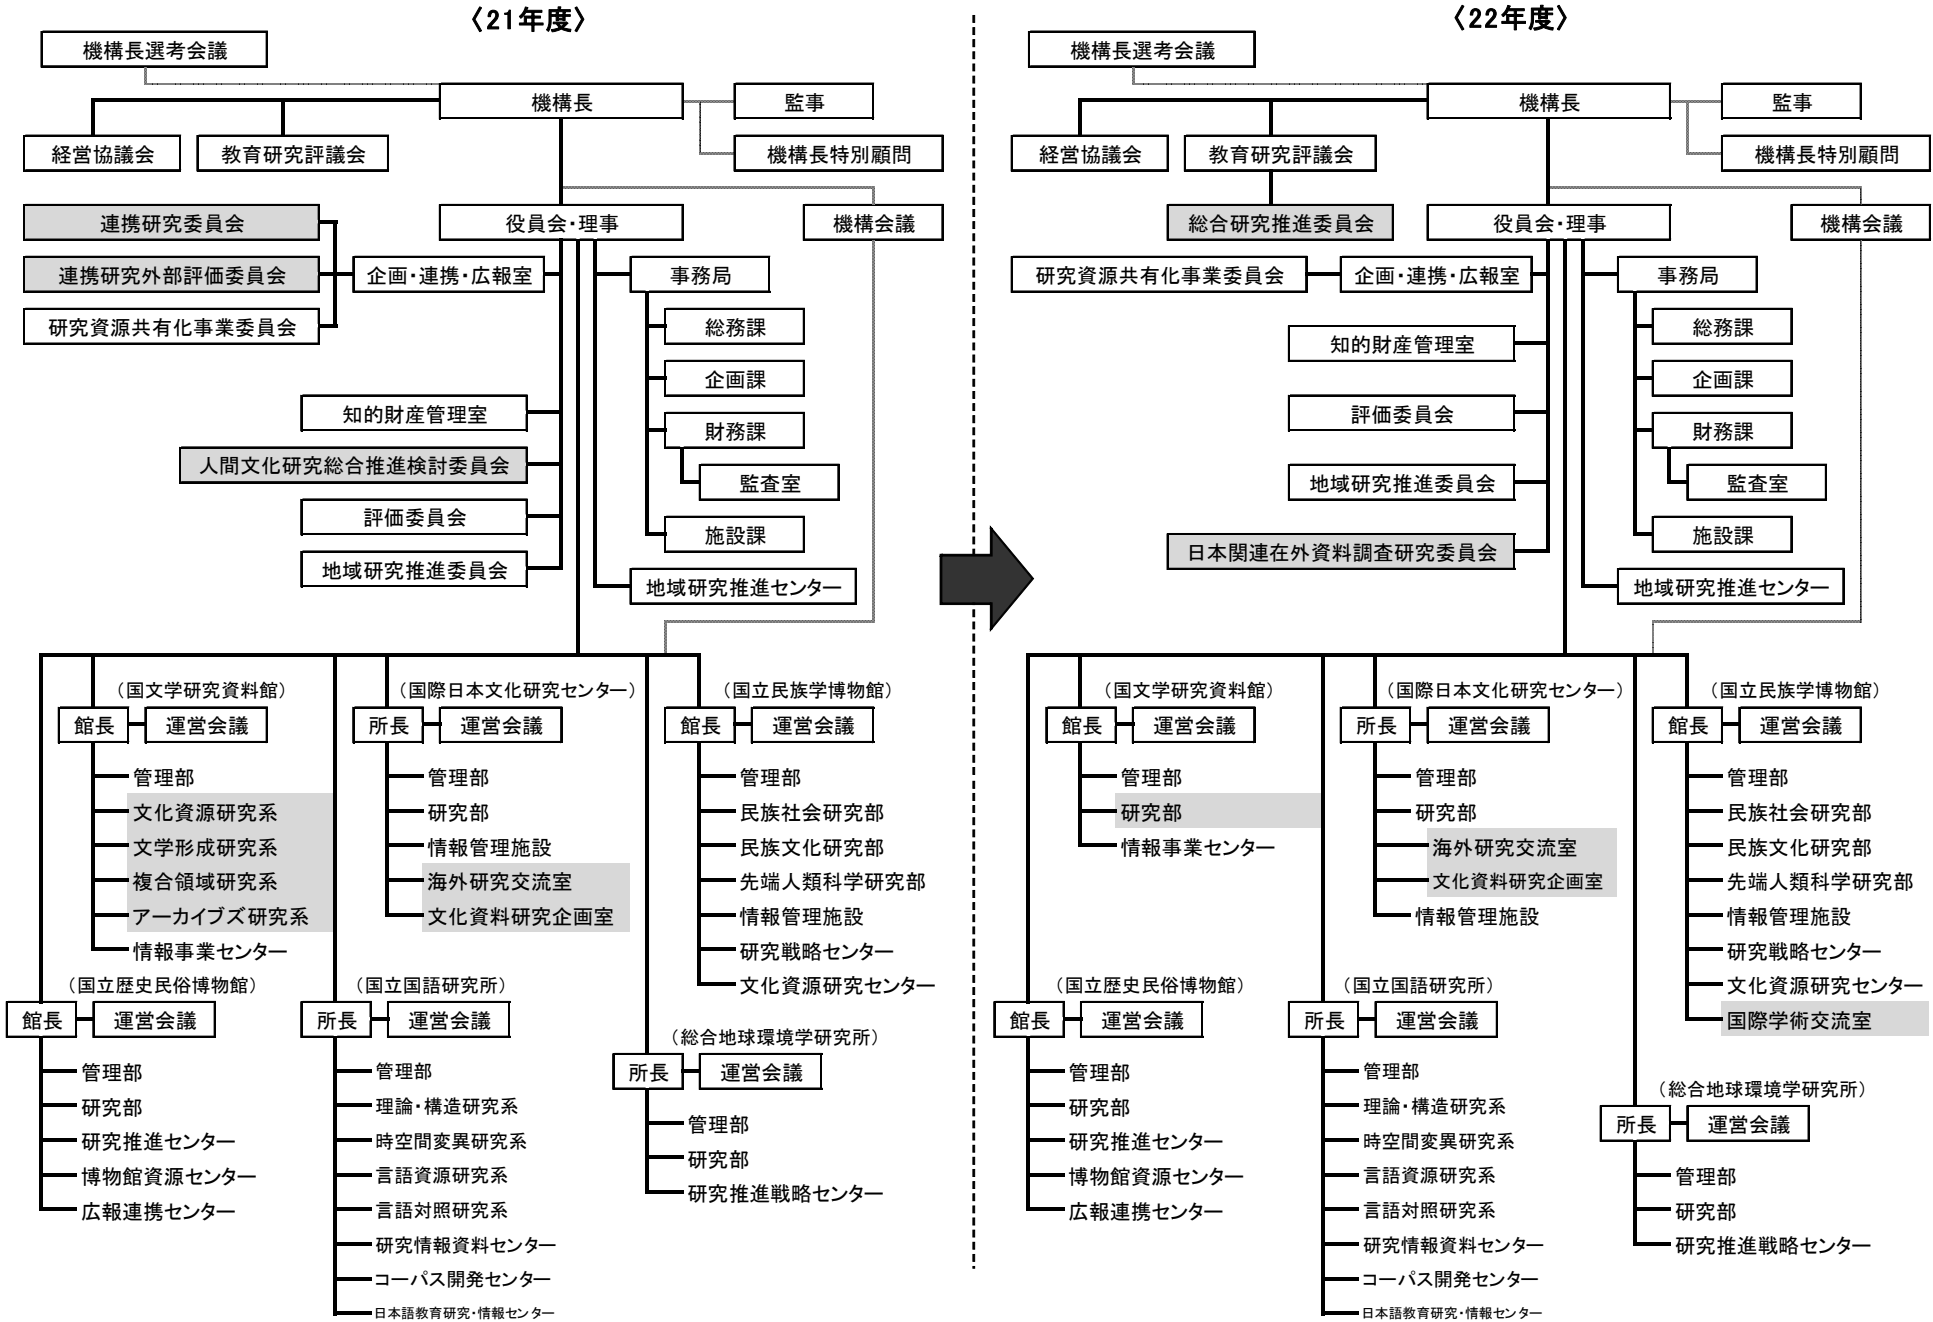 〈21年度〉
機構長選考会議
機構長
監事
経営協議会
教育研究評議会
機構長特別顧問
連携研究委員会
役員会・理事
機構会議
連携研究外部評価委員会
企画・連携・広報室
事務局
研究資源共有化事業委員会
総務課
企画課
知的財産管理室
財務課
人間文化研究総合推進検討委員会
監査室
評価委員会
施設課
地域研究推進委員会
地域研究推進センター
（国文学研究資料館）
館長
運営会議
管理部
文化資源研究系
文学形成研究系
複合領域研究系
アーカイブズ研究系
情報事業センター
（国際日本文化研究センター）
所長
運営会議
管理部
研究部
情報管理施設
海外研究交流室
文化資料研究企画室
（国立民族学博物館）
館長
運営会議
管理部
民族社会研究部
民族文化研究部
先端人類科学研究部
情報管理施設
研究戦略センター
文化資源研究センター
（国立歴史民俗博物館）
館長
運営会議
管理部
研究部
研究推進センター
博物館資源センター
広報連携センター
（国立国語研究所）
所長
運営会議
管理部
理論・構造研究系
時空間変異研究系
言語資源研究系
言語対照研究系
研究情報資料センター
コーパス開発センター
日本語教育研究・情報センター
（総合地球環境学研究所）
所長
運営会議
管理部
研究部
研究推進戦略センター
〈22年度〉
機構長選考会議
機構長
監事
経営協議会
教育研究評議会
機構長特別顧問
総合研究推進委員会
役員会・理事
機構会議
研究資源共有化事業委員会
企画・連携・広報室
事務局
総務課
知的財産管理室
企画課
評価委員会
財務課
地域研究推進委員会
監査室
施設課
日本関連在外資料調査研究委員会
地域研究推進センター
（国文学研究資料館）
館長
運営会議
管理部
研究部
情報事業センター
（国際日本文化研究センター）
所長
運営会議
管理部
研究部
海外研究交流室
文化資料研究企画室
情報管理施設
（国立民族学博物館）
館長
運営会議
管理部
民族社会研究部
民族文化研究部
先端人類科学研究部
情報管理施設
研究戦略センター
文化資源研究センター
国際学術交流室
（国立歴史民俗博物館）
館長
運営会議
管理部
研究部
研究推進センター
博物館資源センター
広報連携センター
（国立国語研究所）
所長
運営会議
管理部
理論・構造研究系
時空間変異研究系
言語資源研究系
言語対照研究系
研究情報資料センター
コーパス開発センター
日本語教育研究・情報センター
（総合地球環境学研究所）
所長
運営会議
管理部
研究部
研究推進戦略センター